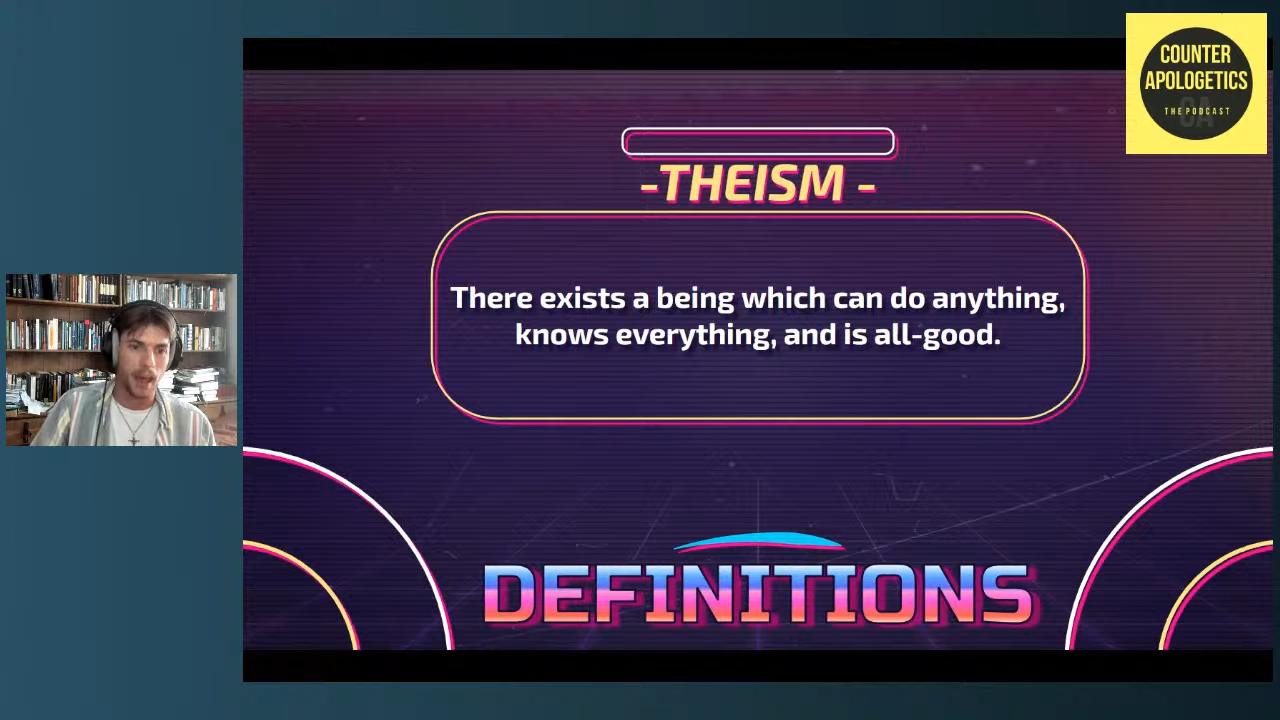 COUNTER
APOLOGETICS
THE PODCAST
-THEISM -
There exists a being which can do anything,
knows everything, and is all-good.
DEFINITIONS